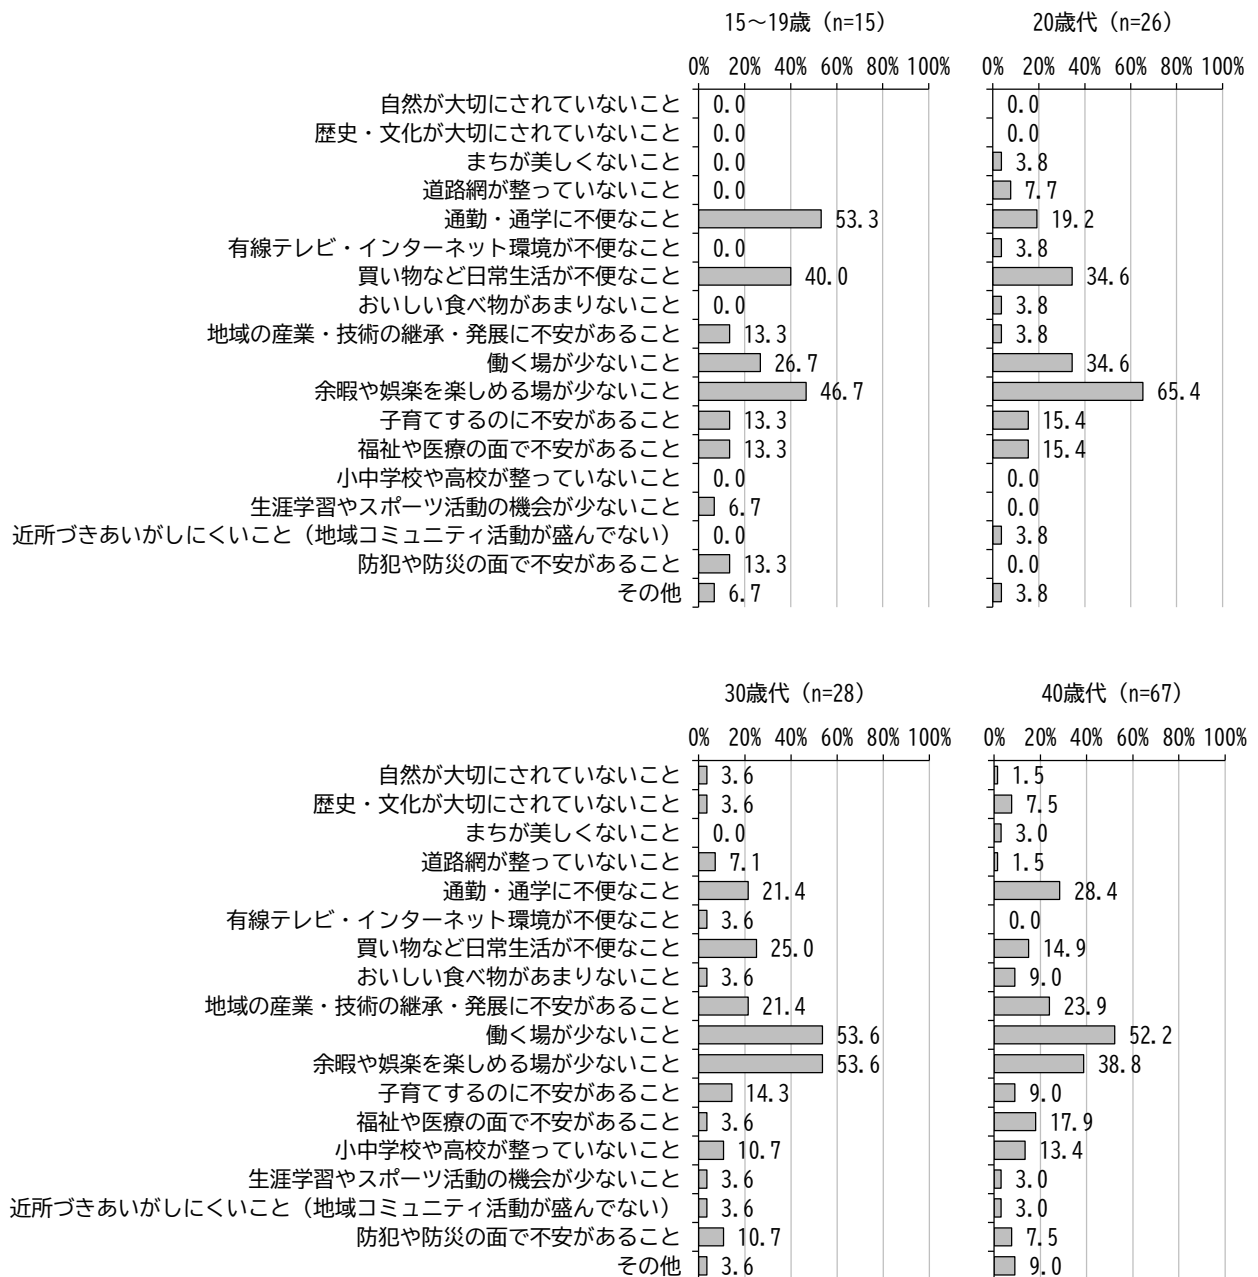 15～19歳（n=15） 20歳代（n=26）
0% 20% 40% 60% 80% 100% 0% 20% 40% 60% 80% 100%
自然が大切にされていないこと 0.0 0.0
歴史・文化が大切にされていないこと 0.0 0.0
まちが美しくないこと 0.0 3.8
道路網が整っていないこと 0.0 7.7
通勤・通学に不便なこと 53.3 19.2
有線テレビ・インターネット環境が不便なこと 0.0 3.8
買い物など日常生活が不便なこと 40.0 34.6
おいしい食べ物があまりないこと 0.0 3.8
地域の産業・技術の継承・発展に不安があること 13.3 3.8
働く場が少ないこと 26.7 34.6
余暇や娯楽を楽しめる場が少ないこと 46.7 65.4
子育てするのに不安があること 13.3 15.4
福祉や医療の面で不安があること 13.3 15.4
小中学校や高校が整っていないこと 0.0 0.0
生涯学習やスポーツ活動の機会が少ないこと 6.7 0.0
近所づきあいがしにくいこと（地域コミュニティ活動が盛んでない） 0.0 3.8
防犯や防災の面で不安があること 13.3 0.0
その他 6.7 3.8
30歳代（n=28） 40歳代（n=67）
0% 20% 40% 60% 80% 100% 0% 20% 40% 60% 80% 100%
自然が大切にされていないこと 3.6 1.5
歴史・文化が大切にされていないこと 3.6 7.5
まちが美しくないこと 0.0 3.0
道路網が整っていないこと 7.1 1.5
通勤・通学に不便なこと 21.4 28.4
有線テレビ・インターネット環境が不便なこと 3.6 0.0
買い物など日常生活が不便なこと 25.0 14.9
おいしい食べ物があまりないこと 3.6 9.0
地域の産業・技術の継承・発展に不安があること 21.4 23.9
働く場が少ないこと 53.6 52.2
余暇や娯楽を楽しめる場が少ないこと 53.6 38.8
子育てするのに不安があること 14.3 9.0
福祉や医療の面で不安があること 3.6 17.9
小中学校や高校が整っていないこと 10.7 13.4
生涯学習やスポーツ活動の機会が少ないこと 3.6 3.0
近所づきあいがしにくいこと（地域コミュニティ活動が盛んでない） 3.6 3.0
防犯や防災の面で不安があること 10.7 7.5
その他 3.6 9.0